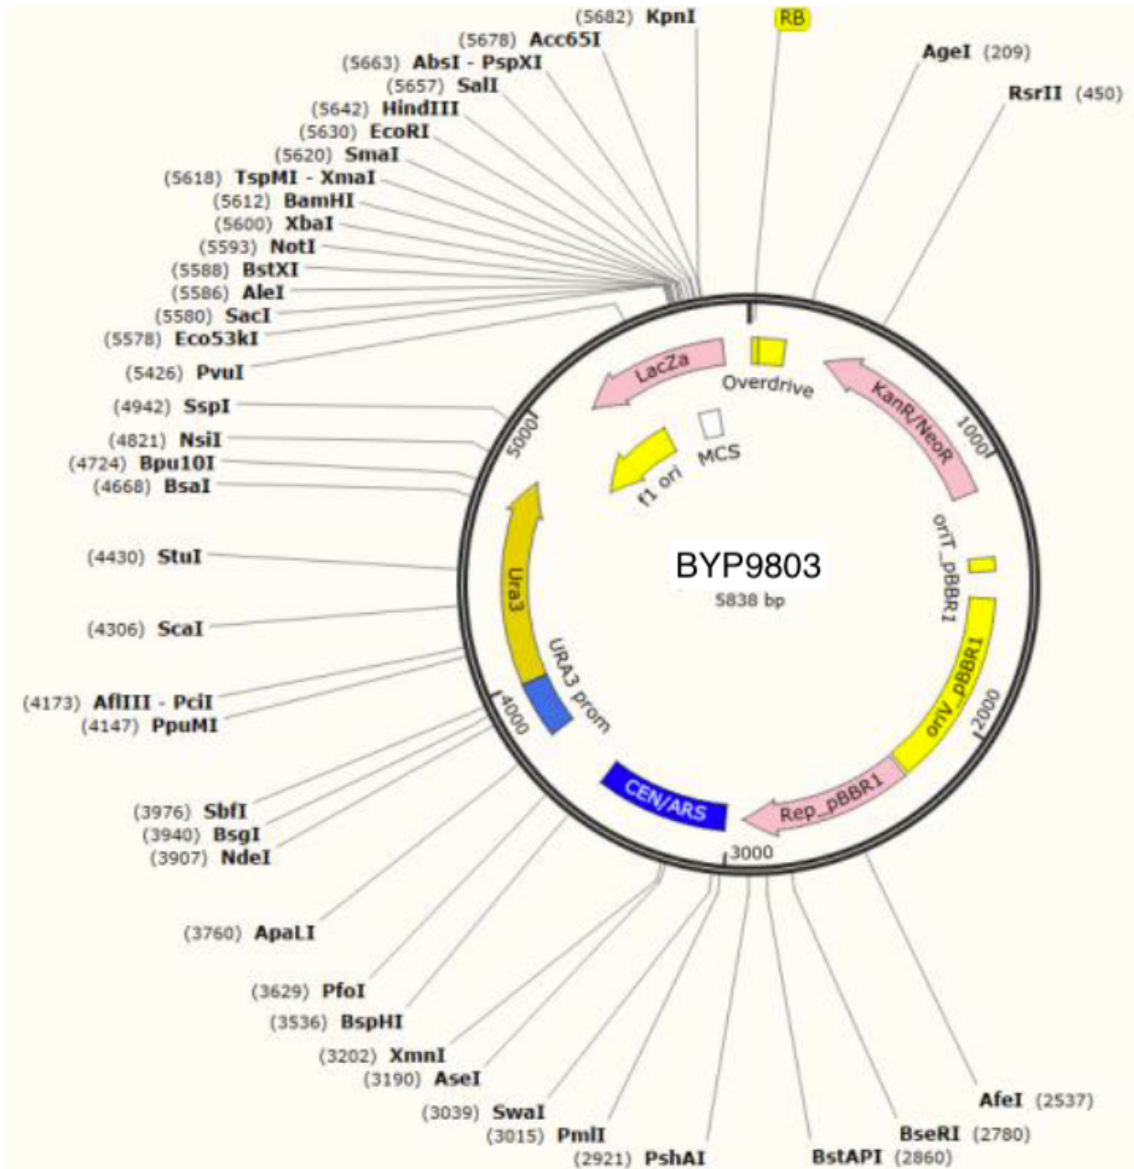 (5682) KpnI
RB
(5678) Acc65I
AgeI (209)
(5663) AbsI - PspXI
(5657) SalI
RsrII (450)
(5642) HindIII
(5630) EcoRI
(5620) SmaI
(5618) TspMI - XmaI
(5612) BamHI
(5600) XbaI
(5593) NotI
(5588) BstXI
(5586) AleI
(5580) SacI
(5578) Eco53kI
(5426) PvuI
(4942) SspI
(4821) NsiI
(4724) Bpu10I
(4668) BsaI
(4430) StuI
(4306) ScaI
(4173) AflIII - PciI
(4147) PpuMI
(3976) SbfI
(3940) BsgI
(3907) NdeI
(3760) ApaLI
(3629) PfoI
(3536) BspHI
(3202) XmnI
(3190) AseI
(3039) SwaI
(3015) PmlI
(2921) PshAI
BstAPI (2860)
BseRI (2780)
AfeI (2537)
LacZa
Overdrive
KanR/NeoR
1000
5000
MCS
f1 ori
oriT_pBBR1
BYP9803
5838 bp
Ura3
URA3 prom
4000
oriV_pBBR1
2000
CEN/ARS
Rep_pBBR1
3000